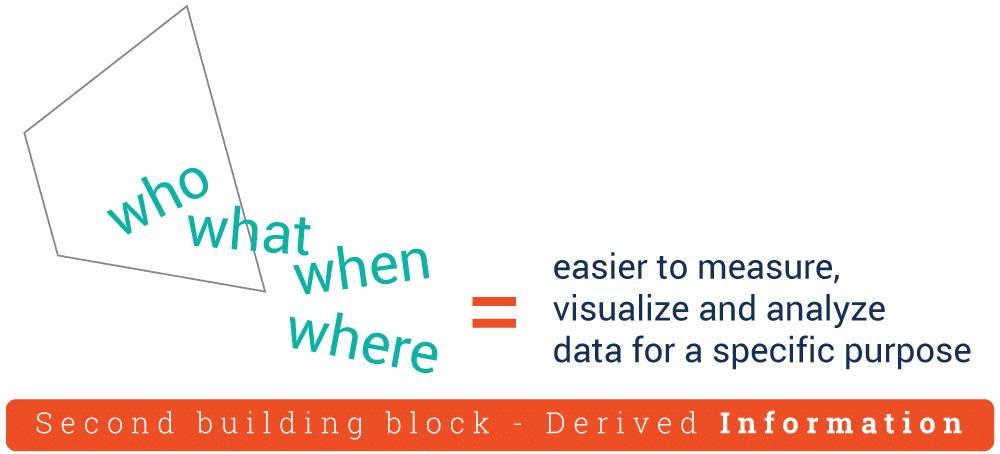 who
what
when
where
=
easier to measure,
visualize and analyze
data for a specific purpose
Second building block - Derived Information